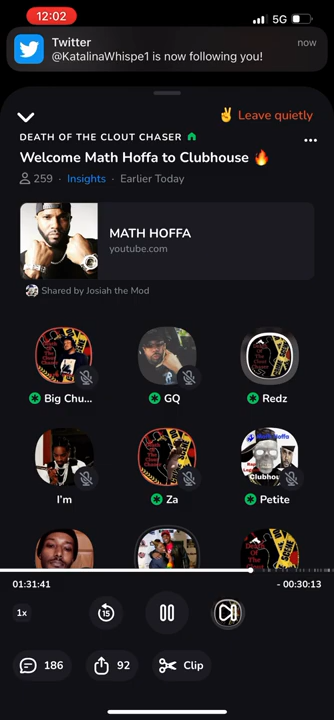 12:02
5G
Twitter
now
@KatalinaWhispe1 is now following you!
Leave quietly
DEATH OF THE CLOUT CHASER
Welcome Math Hoffa to Clubhouse 🔥
259 · Insights · Earlier Today
MATH HOFFA
youtube.com
Shared by Josiah the Mod
Big Chu...
GQ
Redz
I'm
Za
Petite
01:31:41
- 00:30:13
1x
15
186
92
Clip